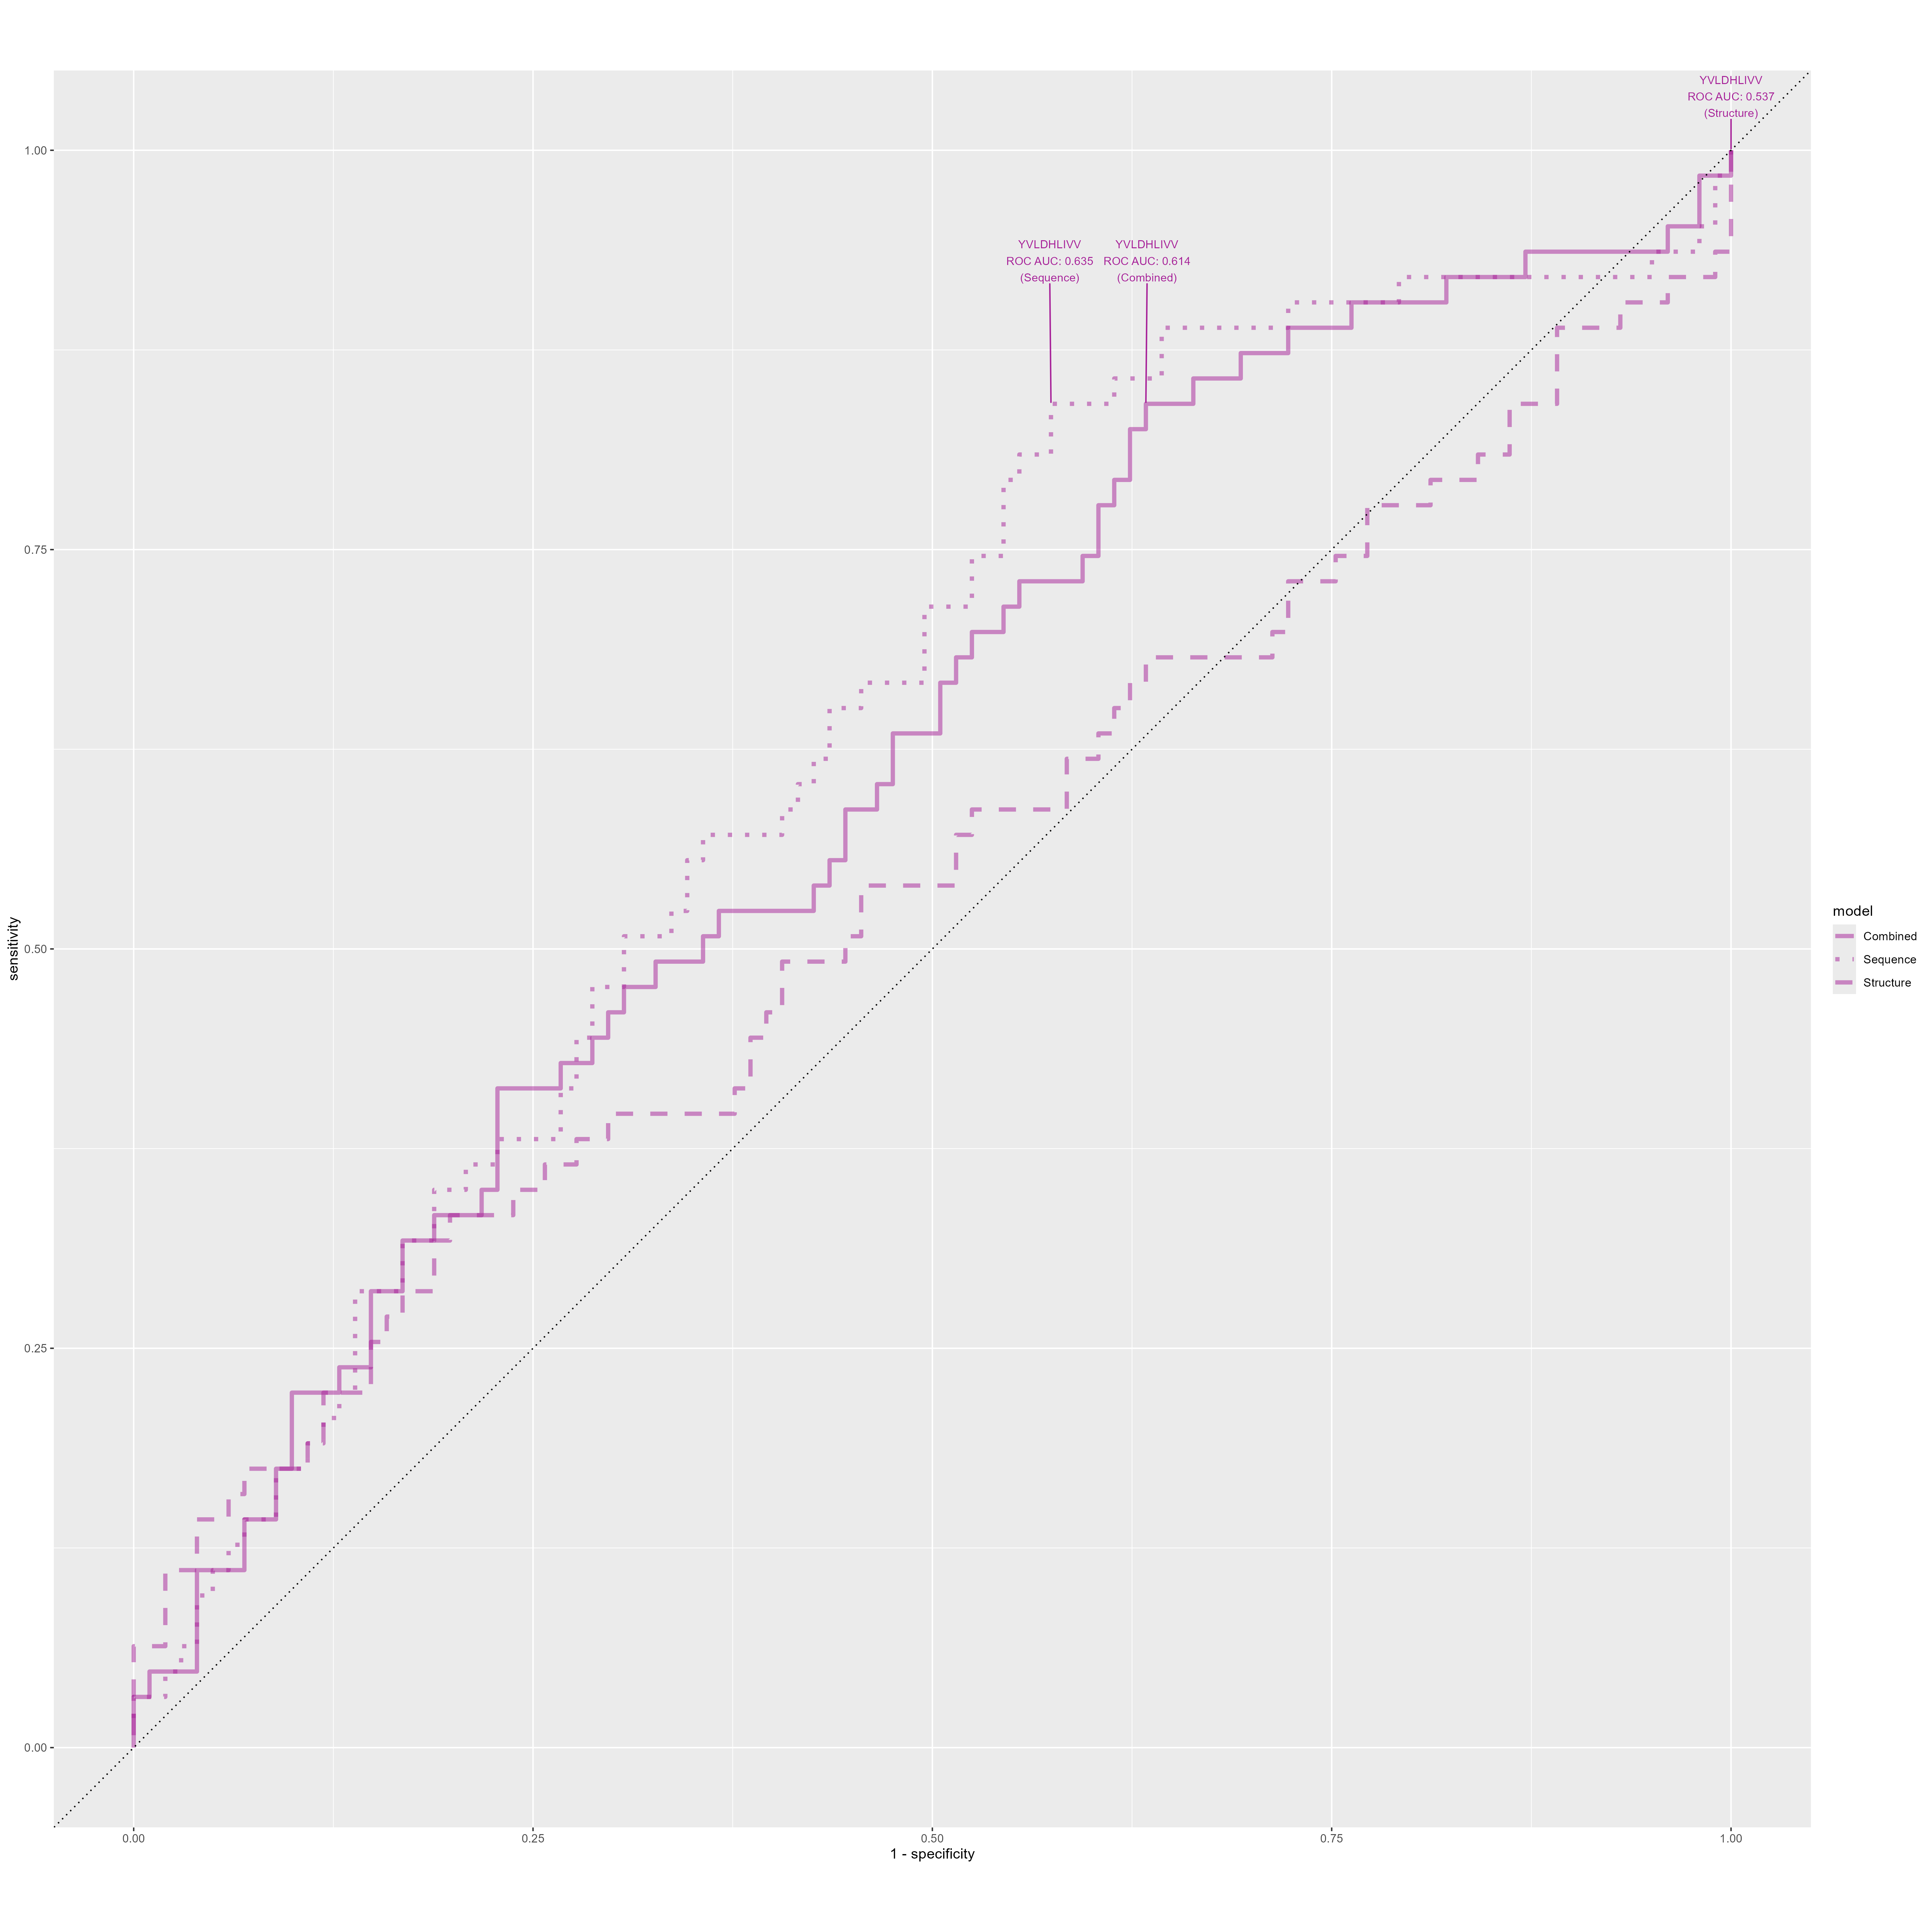 YVLDHLIVV
ROC AUC: 0.537
(Structure)
1.00
YVLDHLIVV
ROC AUC: 0.635
(Sequence)
YVLDHLIVV
ROC AUC: 0.614
(Combined)
0.75
sensitivity
0.50
0.25
0.00
0.00
0.25
0.50
0.75
1.00
1 - specificity
model
Combined
Sequence
Structure